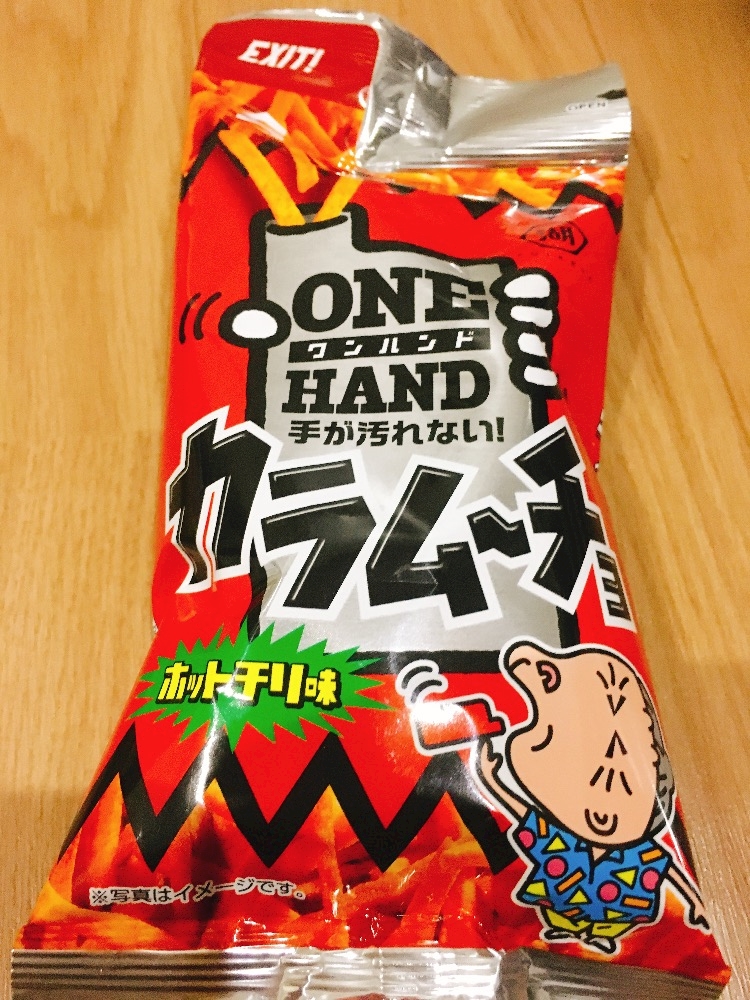 EXIT!
OPEN
ONE
ワンハンド
HAND
手が汚れない!
カラムーチョ
ホットチリ味
※写真はイメージです。